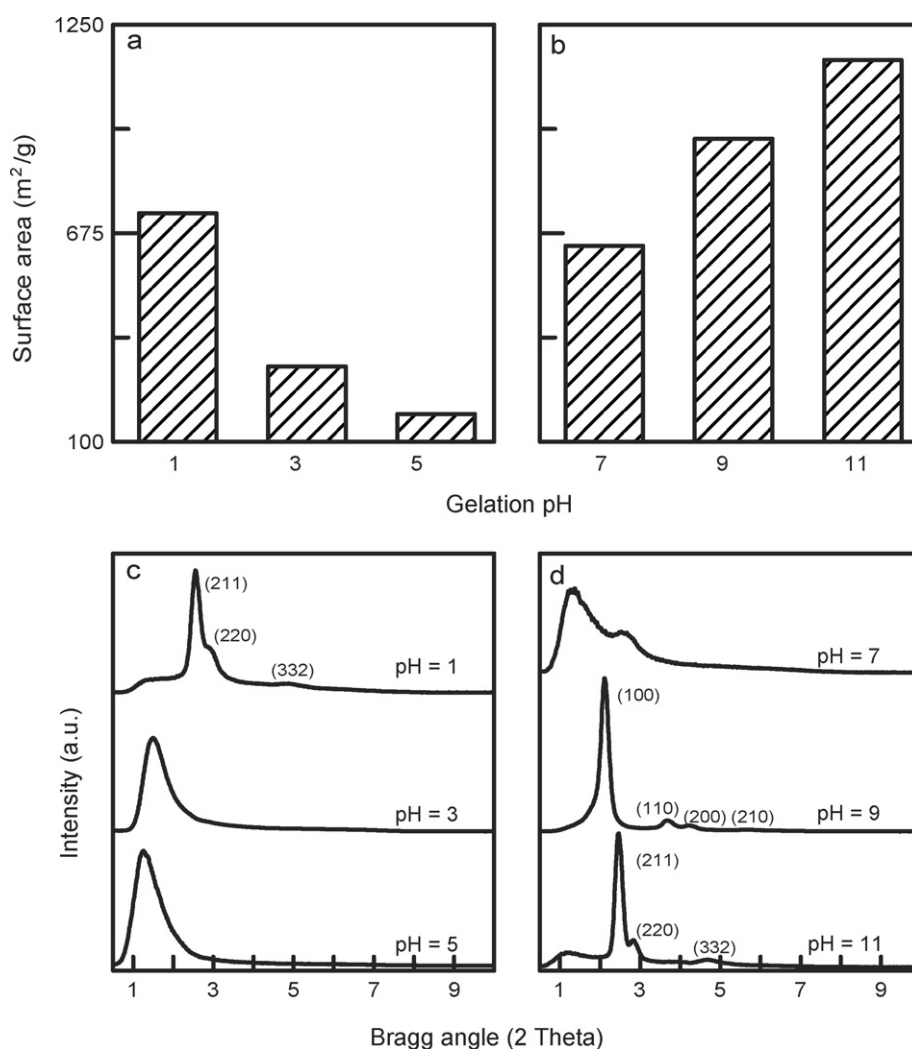 a
b
1250
675
100
Surface area (m²/g)
1 3 5
7 9 11
Gelation pH
c
(211)
(220)
(332)
pH = 1
pH = 3
pH = 5
d
pH = 7
(100)
(110) (200) (210)
pH = 9
(211)
(220)
(332)
pH = 11
Intensity (a.u.)
1 3 5 7 9
1 3 5 7 9
Bragg angle (2 Theta)